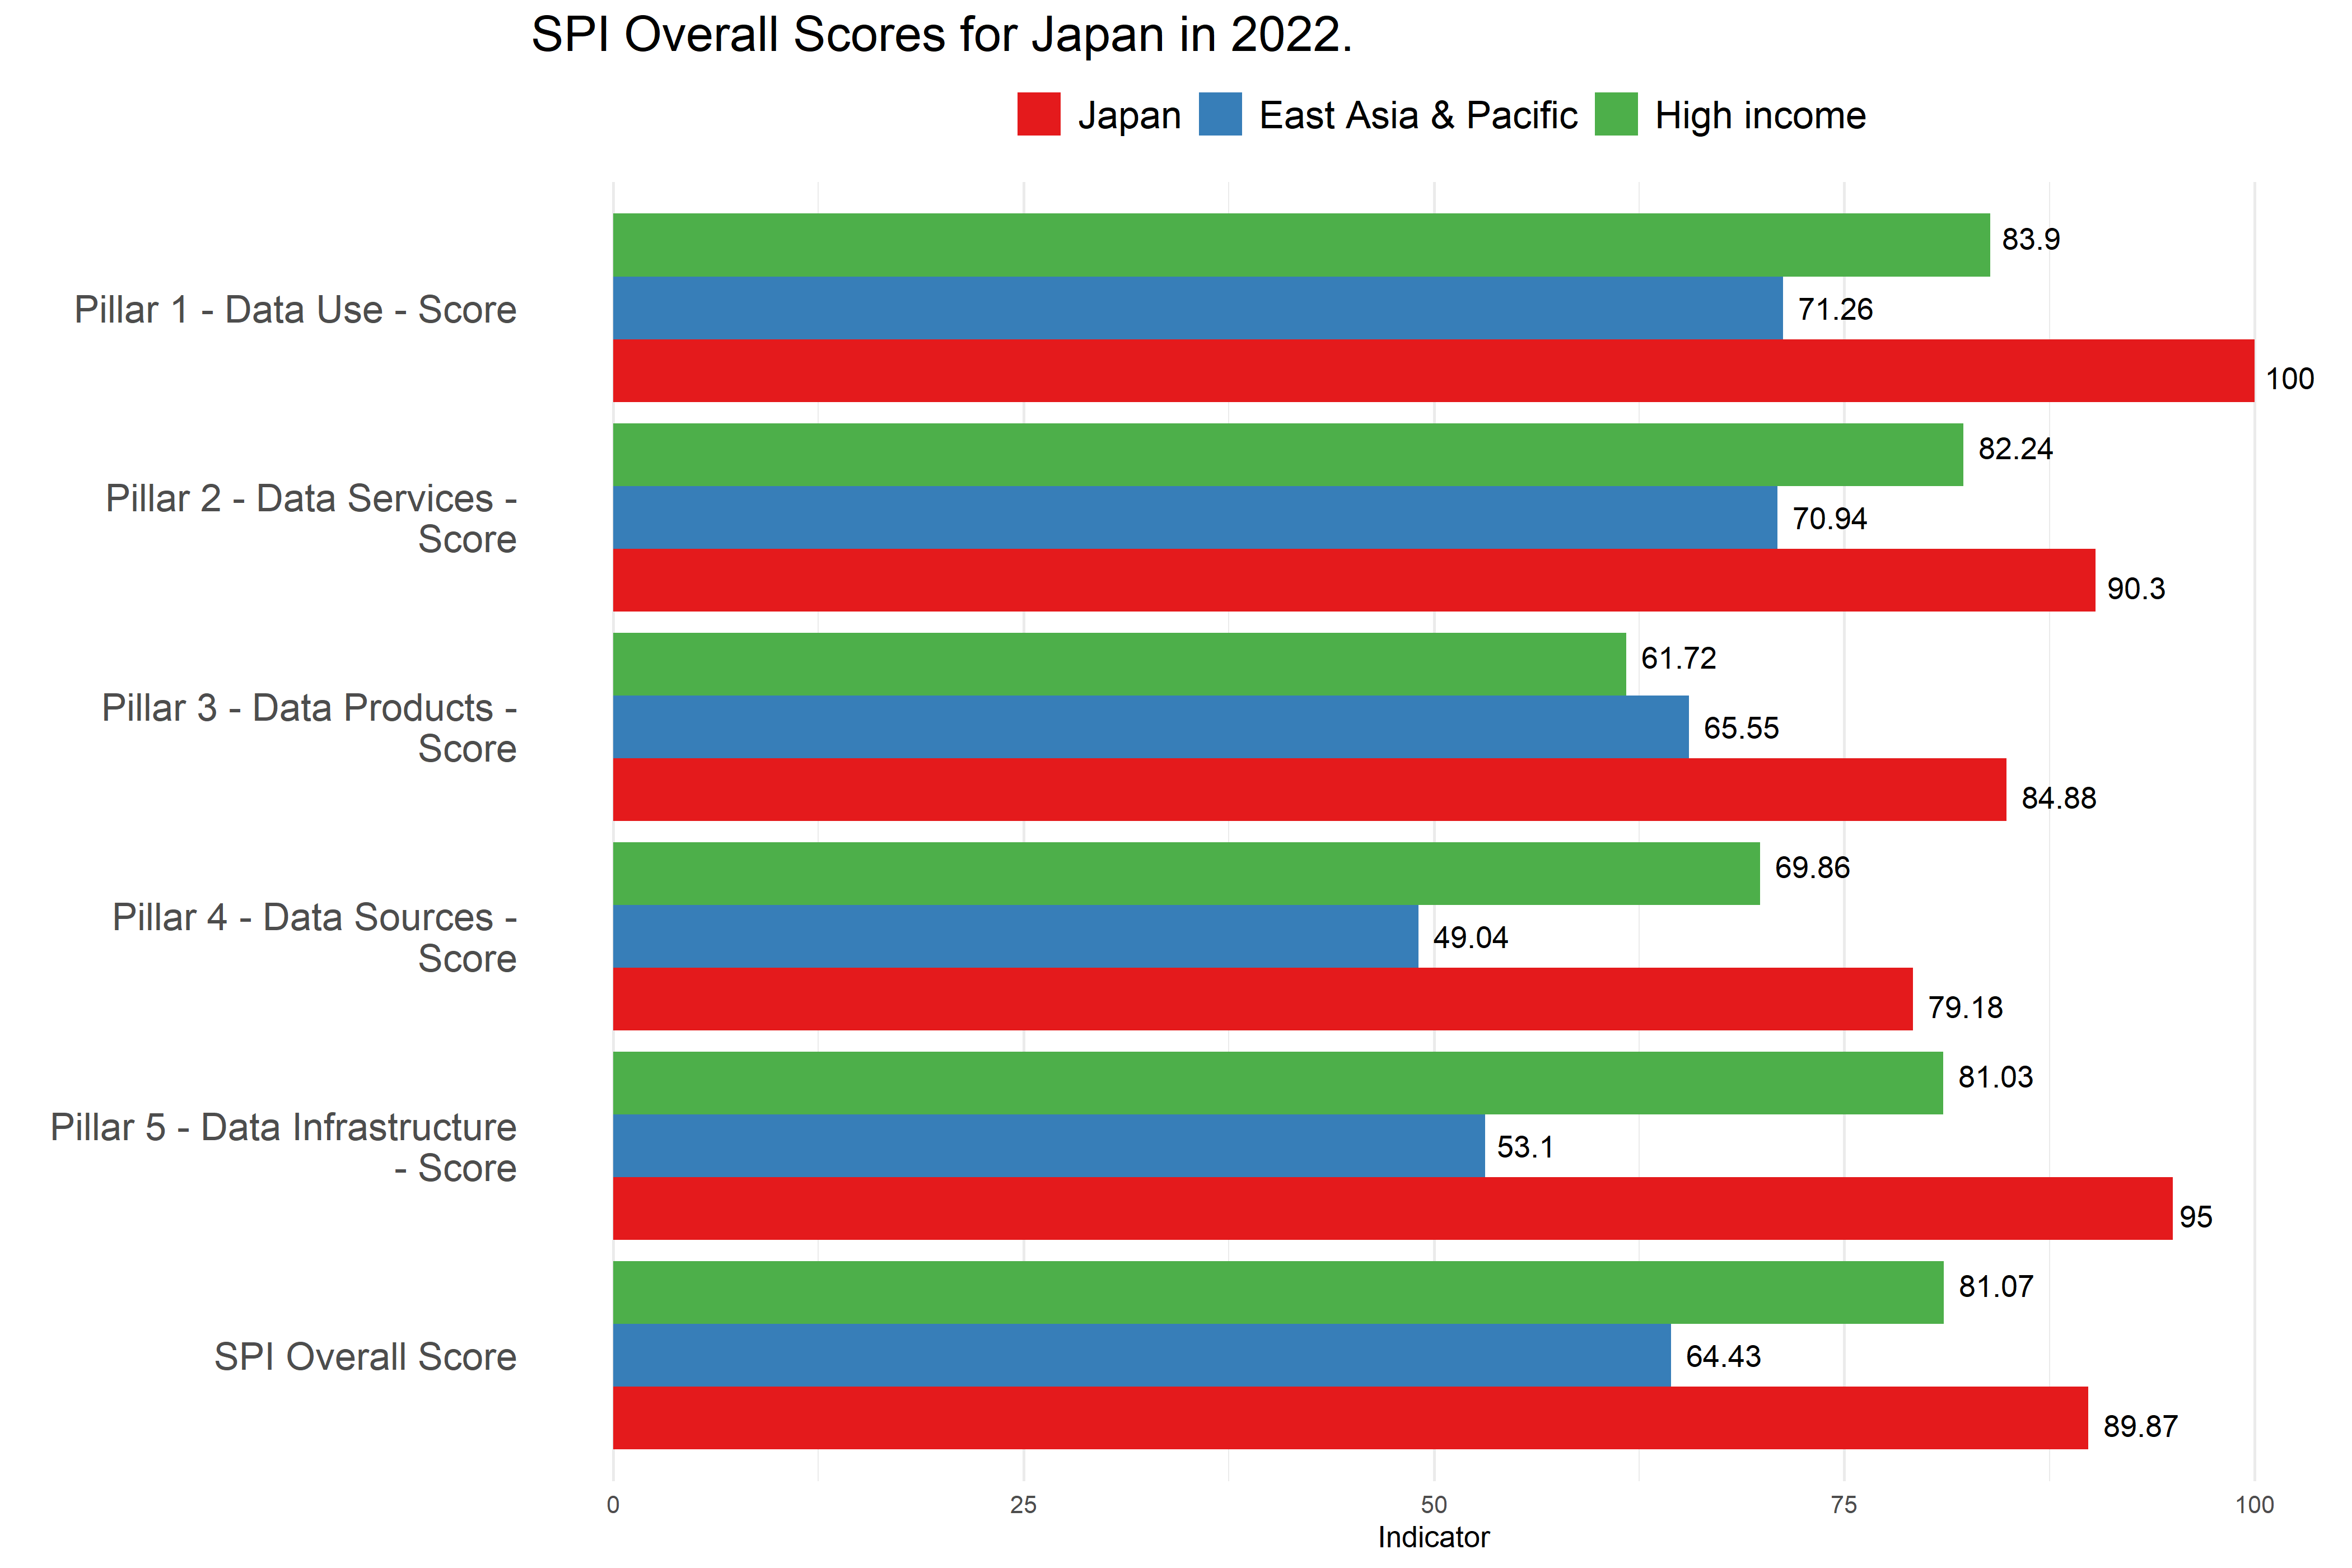 SPI Overall Scores for Japan in 2022.
Japan East Asia & Pacific High income
Pillar 1 - Data Use - Score
83.9
71.26
100
Pillar 2 - Data Services -
Score
82.24
70.94
90.3
Pillar 3 - Data Products -
Score
61.72
65.55
84.88
Pillar 4 - Data Sources -
Score
69.86
49.04
79.18
Pillar 5 - Data Infrastructure
- Score
81.03
53.1
95
SPI Overall Score
81.07
64.43
89.87
0 25 50 75 100
Indicator